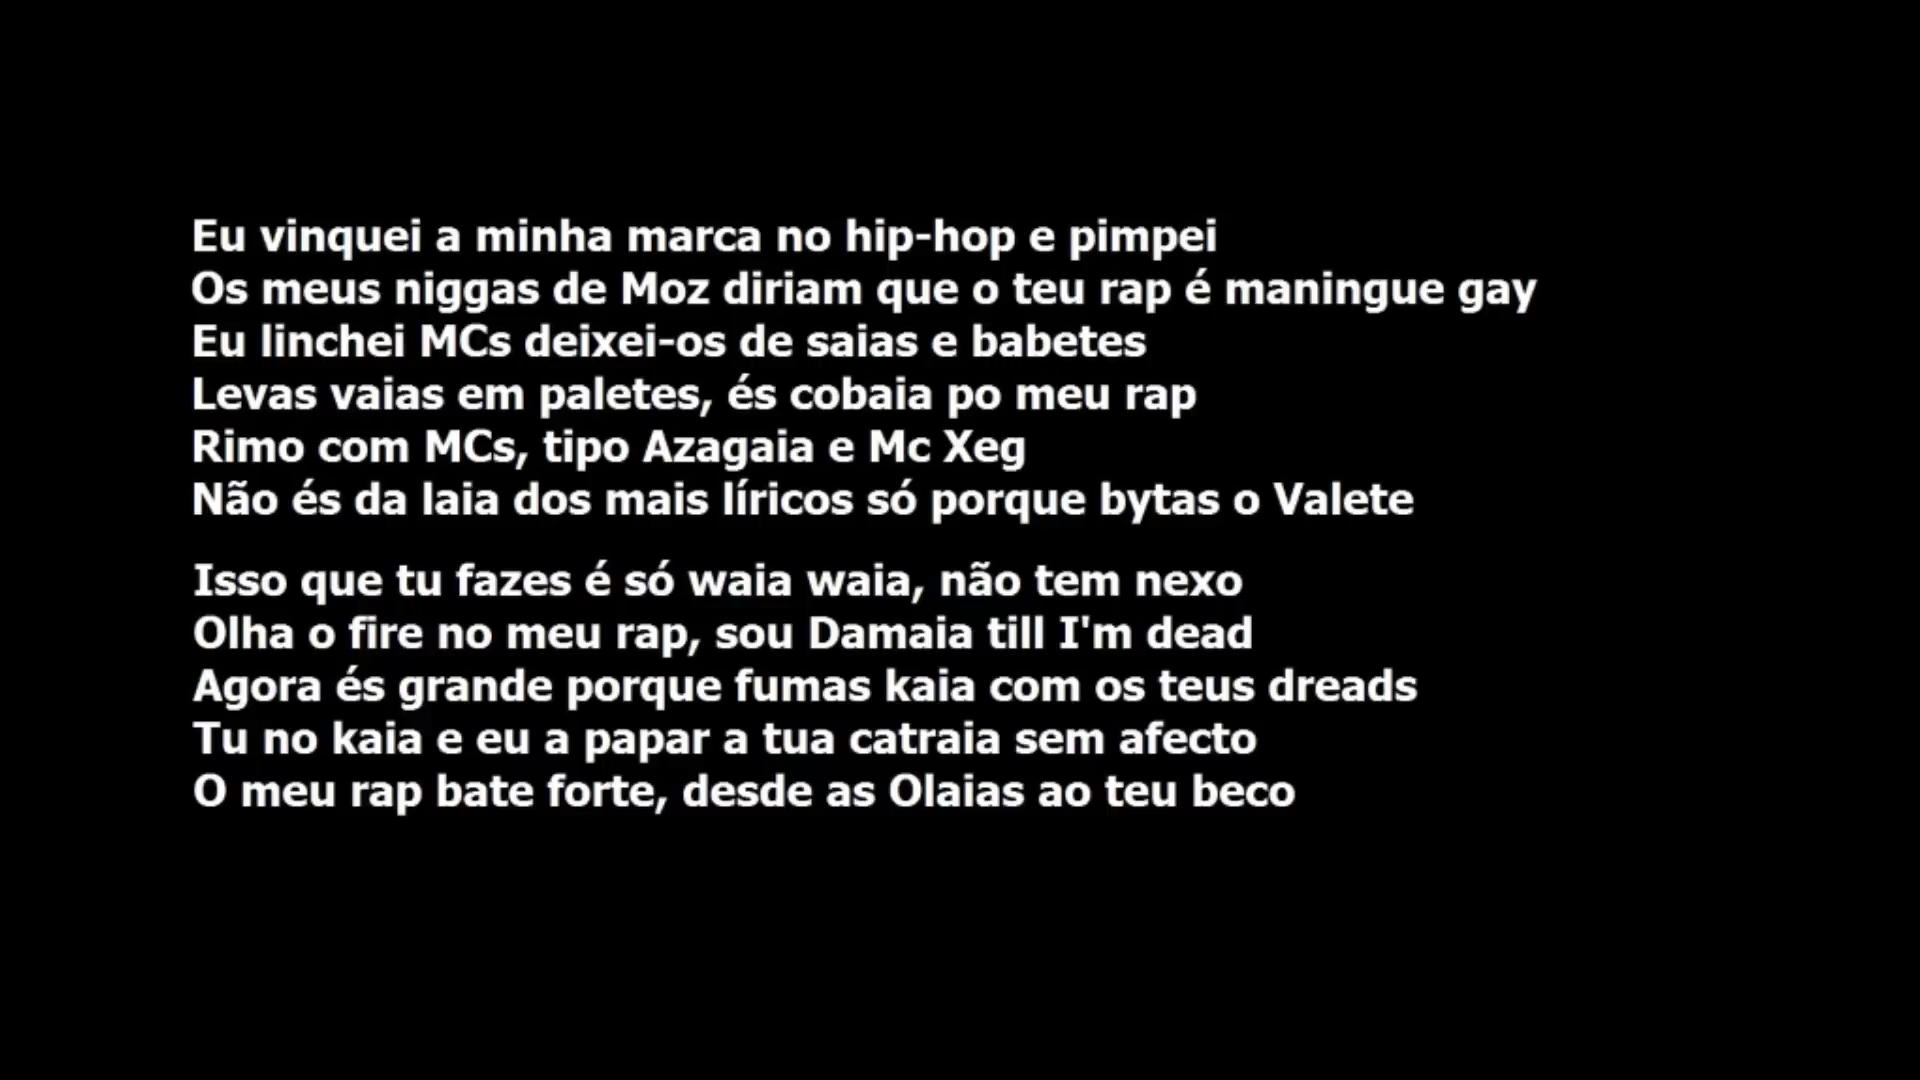 Eu vinquei a minha marca no hip-hop e pimpei
Os meus niggas de Moz diriam que o teu rap é maningue gay
Eu linchei MCs deixei-os de saias e babetes
Levas vaias em paletes, és cobaia po meu rap
Rimo com MCs, tipo Azagaia e Mc Xeg
Não és da laia dos mais líricos só porque bytas o Valete
Isso que tu fazes é só waia waia, não tem nexo
Olha o fire no meu rap, sou Damaia till I'm dead
Agora és grande porque fumas kaia com os teus dreads
Tu no kaia e eu a papar a tua catraia sem afecto
O meu rap bate forte, desde as Olaias ao teu beco